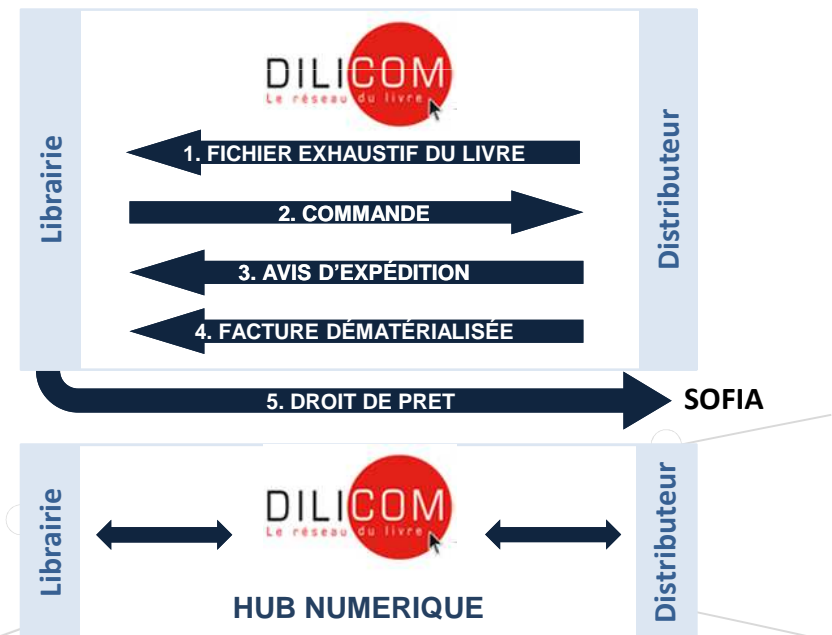 DILICOM
Le réseau du livre
Librairie
Distributeur
1. FICHIER EXHAUSTIF DU LIVRE
2. COMMANDE
3. AVIS D'EXPÉDITION
4. FACTURE DÉMATÉRIALISÉE
5. DROIT DE PRET
SOFIA
Librairie
DILICOM
Le réseau du livre
Distributeur
HUB NUMERIQUE